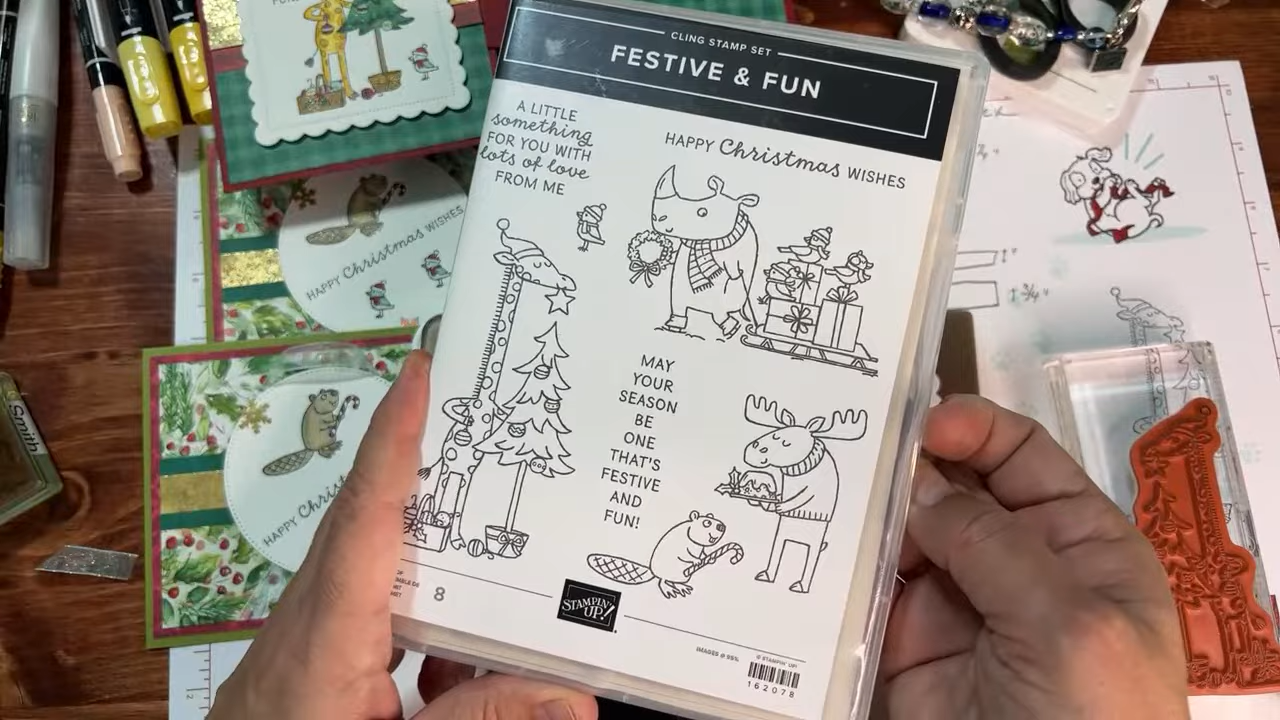 CLING STAMP SET
FESTIVE & FUN
A LITTLE
something
FOR YOU WITH
lots of love
FROM ME
HAPPY Christmas WISHES
MAY
YOUR
SEASON
BE
ONE
THAT'S
FESTIVE
AND
FUN!
8
STAMPIN'
UP!
IMAGES @ 95%
© STAMPIN' UP!
162078
HAPPY Christmas WISHES
HAPPY
Smith